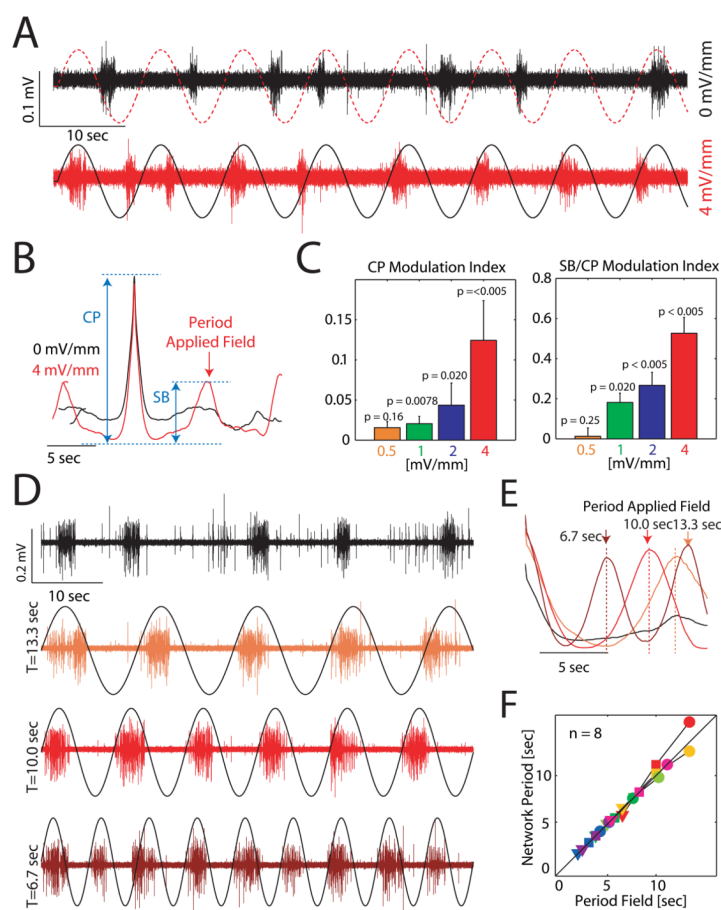 A
0.1 mV
10 sec
0 mV/mm
4 mV/mm
B
CP
0 mV/mm
4 mV/mm
Period
Applied Field
SB
5 sec
C
CP Modulation Index
0.15
0.1
0.05
0
p = 0.16
p = 0.0078
p = 0.020
p =<0.005
0.5
1
2
4
[mV/mm]
SB/CP Modulation Index
0.8
0.6
0.4
0.2
0
p = 0.25
p = 0.020
p < 0.005
p < 0.005
0.5
1
2
4
[mV/mm]
D
0.2 mV
10 sec
T=13.3 sec
T=10.0 sec
T=6.7 sec
E
Period Applied Field
6.7 sec
10.0 sec
13.3 sec
5 sec
F
n = 8
Network Period [sec]
10
5
0
0
5
10
Period Field [sec]